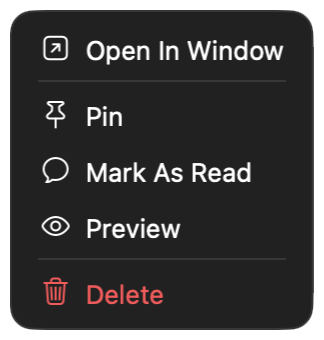 Open In Window
Pin
Mark As Read
Preview
Delete